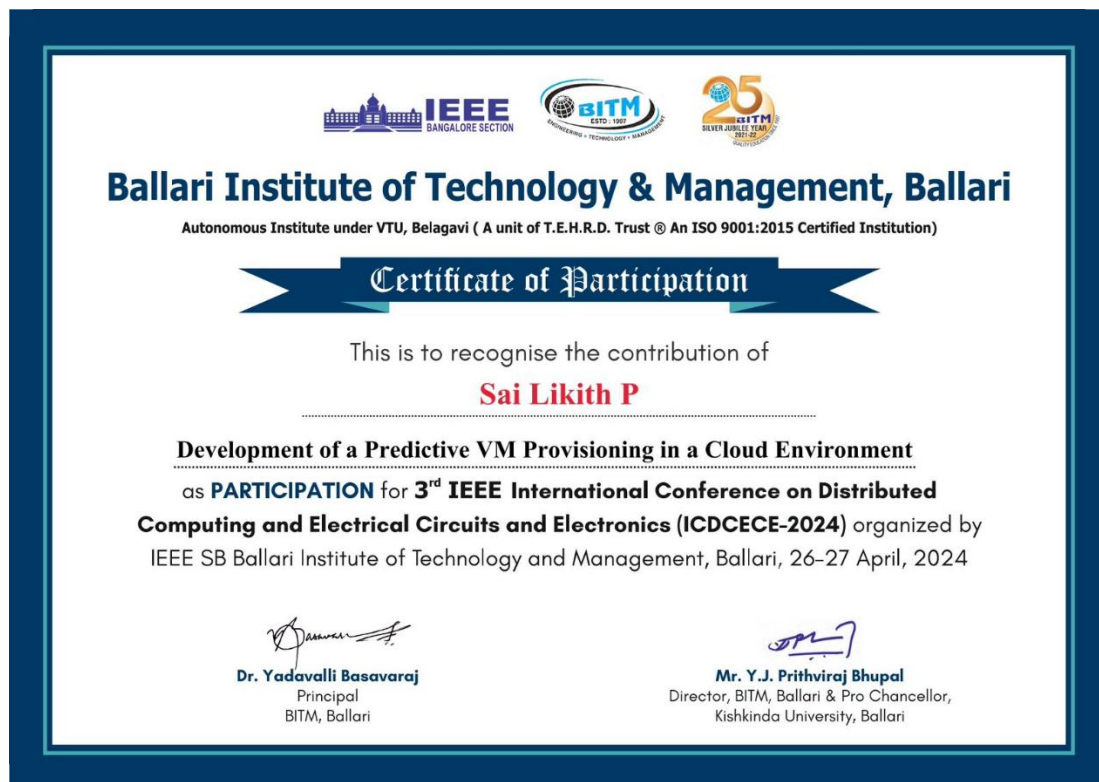 IEEE
BANGALORE SECTION
BITM
ESTD : 1997
ENGINEERING • TECHNOLOGY • MANAGEMENT
25
BITM
SILVER JUBILEE YEAR
2021-22
Ballari Institute of Technology & Management, Ballari
Autonomous Institute under VTU, Belagavi ( A unit of T.E.H.R.D. Trust ® An ISO 9001:2015 Certified Institution)
Certificate of Participation
This is to recognise the contribution of
Sai Likith P
Development of a Predictive VM Provisioning in a Cloud Environment
as PARTICIPATION for 3rd IEEE International Conference on Distributed
Computing and Electrical Circuits and Electronics (ICDCECE-2024) organized by
IEEE SB Ballari Institute of Technology and Management, Ballari, 26-27 April, 2024
Dr. Yadavalli Basavaraj
Principal
BITM, Ballari
Mr. Y.J. Prithviraj Bhupal
Director, BITM, Ballari & Pro Chancellor,
Kishkinda University, Ballari